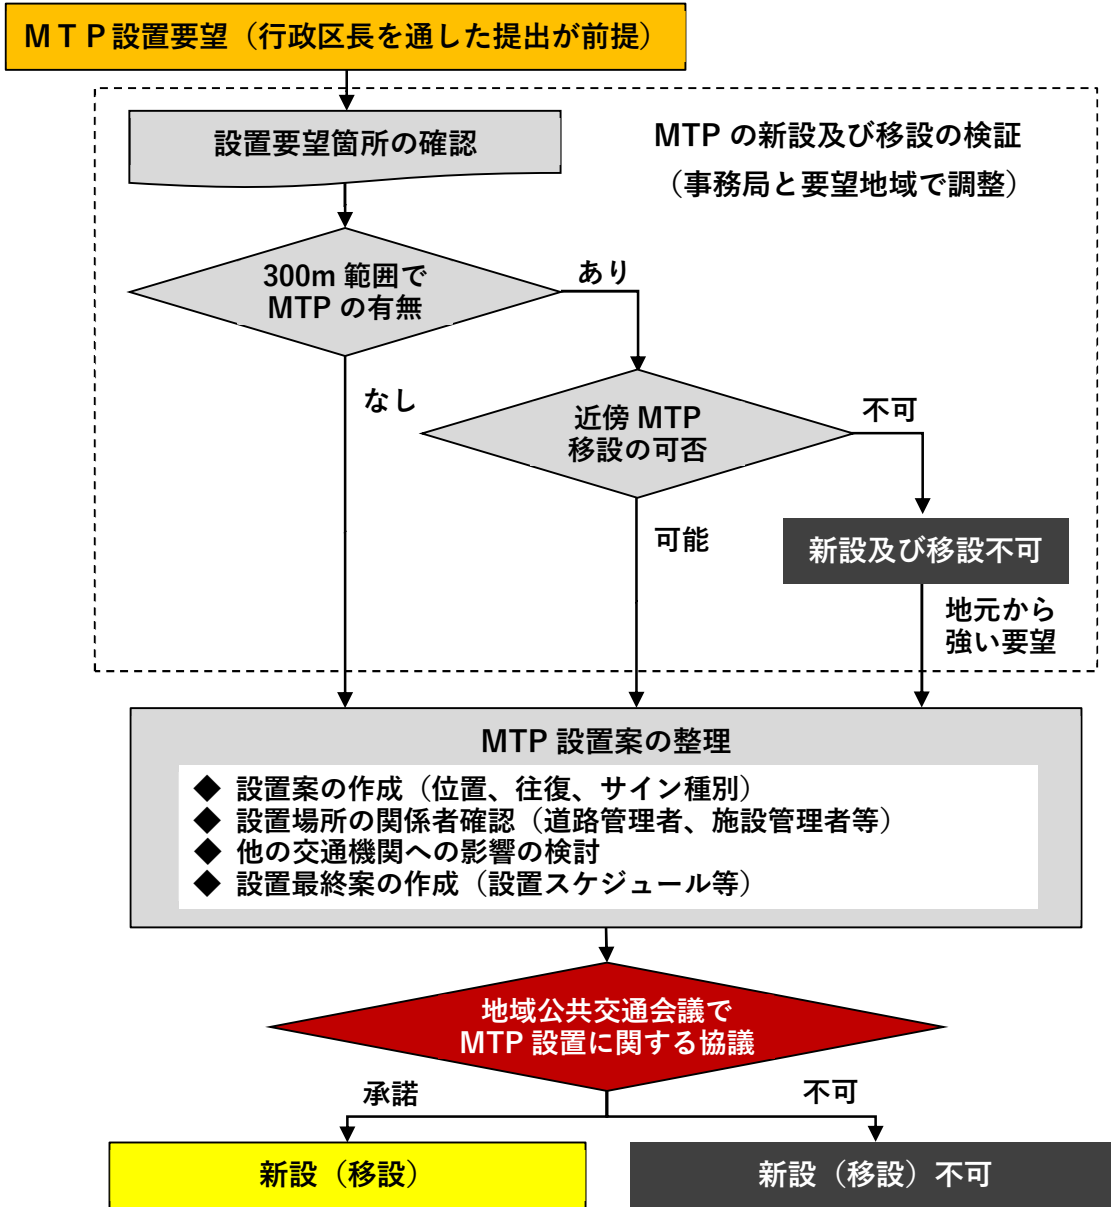 ＭＴＰ設置要望（行政区長を通した提出が前提）
設置要望箇所の確認
MTP の新設及び移設の検証
（事務局と要望地域で調整）
300m 範囲で
MTP の有無
あり
なし
近傍 MTP
移設の可否
不可
可能
新設及び移設不可
地元から
強い要望
MTP 設置案の整理
◆ 設置案の作成（位置、往復、サイン種別）
◆ 設置場所の関係者確認（道路管理者、施設管理者等）
◆ 他の交通機関への影響の検討
◆ 設置最終案の作成（設置スケジュール等）
地域公共交通会議で
MTP 設置に関する協議
承諾
不可
新設（移設）
新設（移設）不可